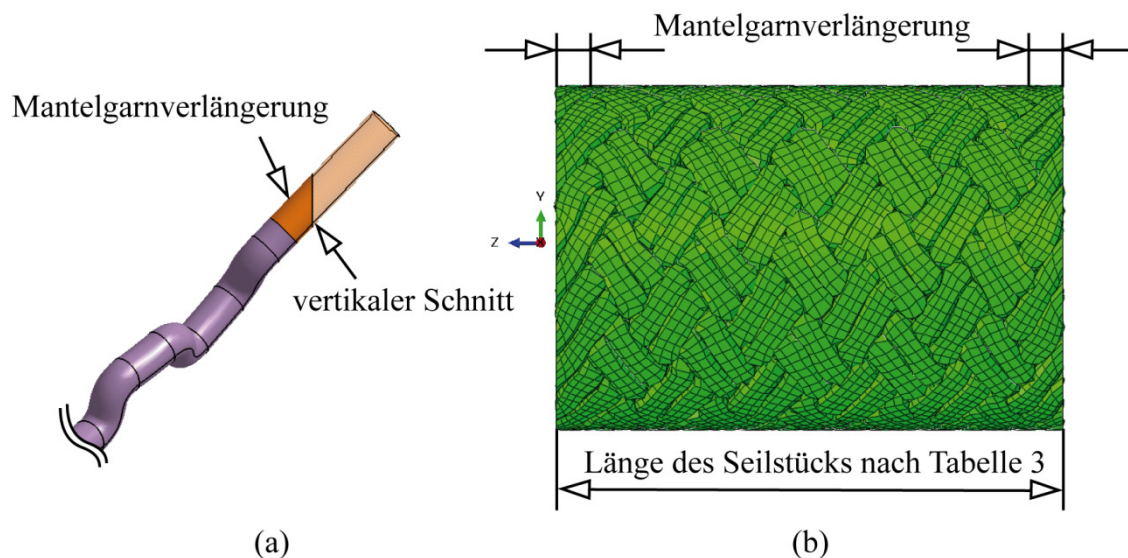 Mantelgarnverlängerung
vertikaler Schnitt
(a)
Mantelgarnverlängerung
Y
Z
X
Länge des Seilstücks nach Tabelle 3
(b)